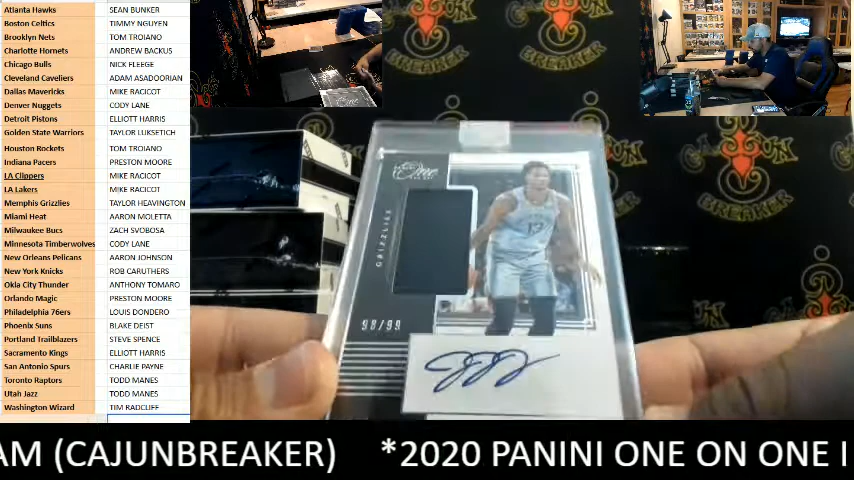 Atlanta Hawks SEAN BUNKER
Boston Celtics TIMMY NGUYEN
Brooklyn Nets TOM TROIANO
Charlotte Hornets ANDREW BACKUS
Chicago Bulls NICK FLEEGE
Cleveland Cavaliers ADAM ASADOORIAN
Dallas Mavericks MIKE RACICOT
Denver Nuggets CODY LANE
Detroit Pistons ELLIOTT HARRIS
Golden State Warriors TAYLOR LUKSETICH
Houston Rockets TOM TROIANO
Indiana Pacers PRESTON MOORE
LA Clippers MIKE RACICOT
LA Lakers MIKE RACICOT
Memphis Grizzlies TAYLOR HEAVINGTON
Miami Heat AARON MOLETTA
Milwaukee Bucs ZACH SVOBOSA
Minnesota Timberwolves CODY LANE
New Orleans Pelicans AARON JOHNSON
New York Knicks ROB CARUTHERS
Okla City Thunder ANTHONY TOMARO
Orlando Magic PRESTON MOORE
Philadelphia 76ers LOUIS DONDERO
Phoenix Suns BLAKE DEIST
Portland Trailblazers STEVE SPENCE
Sacramento Kings ELLIOTT HARRIS
San Antonio Spurs CHARLIE PAYNE
Toronto Raptors TODD MANES
Utah Jazz TODD MANES
Washington Wizard TIM RADCLIFF
BREAKER
BREAKER
CAJUN
BREAKER
One
GRIZZLIES
13
98/99
AM (CAJUNBREAKER) *2020 PANINI ONE ON ONE